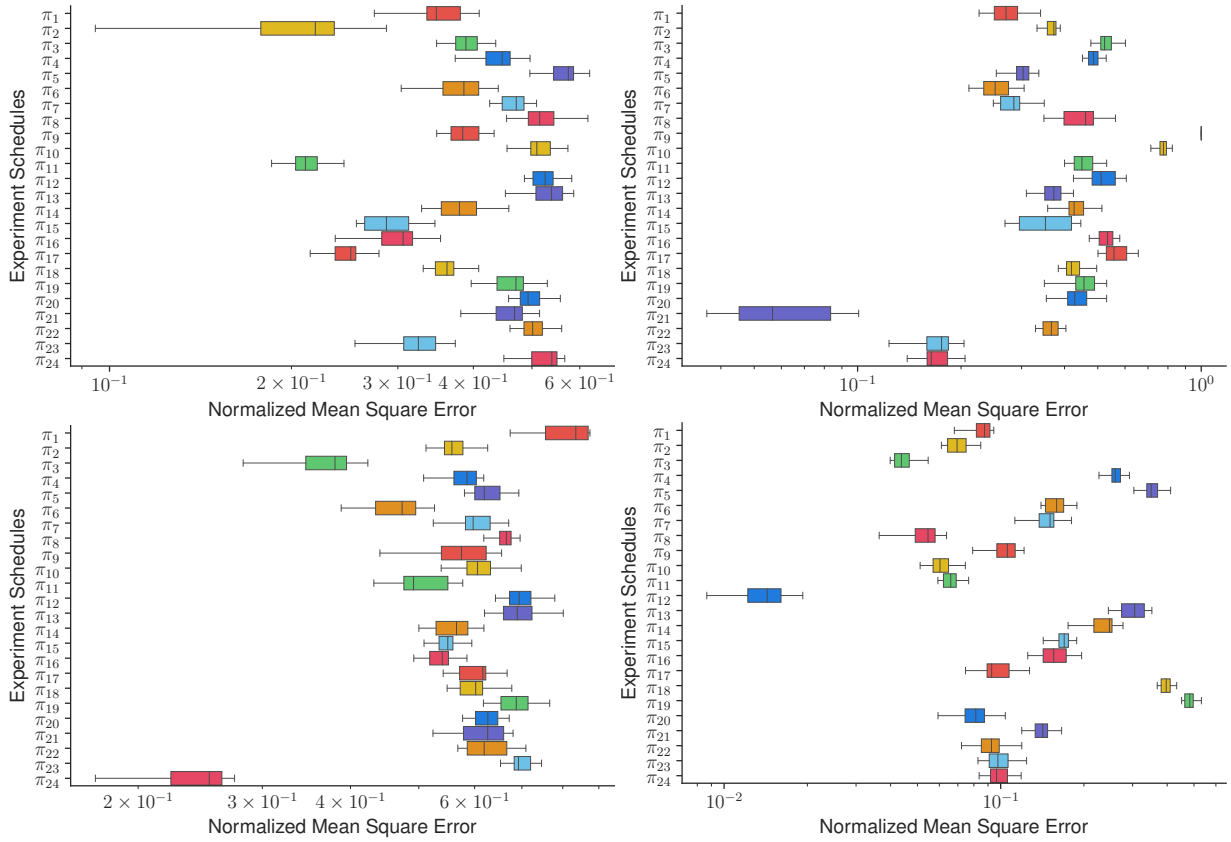 Experiment Schedules
π₁
π₂
π₃
π₄
π₅
π₆
π₇
π₈
π₉
π₁₀
π₁₁
π₁₂
π₁₃
π₁₄
π₁₅
π₁₆
π₁₇
π₁₈
π₁₉
π₂₀
π₂₁
π₂₂
π₂₃
π₂₄
10⁻¹ 2 × 10⁻¹ 3 × 10⁻¹ 4 × 10⁻¹ 6 × 10⁻¹
Normalized Mean Square Error
Experiment Schedules
π₁
π₂
π₃
π₄
π₅
π₆
π₇
π₈
π₉
π₁₀
π₁₁
π₁₂
π₁₃
π₁₄
π₁₅
π₁₆
π₁₇
π₁₈
π₁₉
π₂₀
π₂₁
π₂₂
π₂₃
π₂₄
10⁻¹ 10⁰
Normalized Mean Square Error
Experiment Schedules
π₁
π₂
π₃
π₄
π₅
π₆
π₇
π₈
π₉
π₁₀
π₁₁
π₁₂
π₁₃
π₁₄
π₁₅
π₁₆
π₁₇
π₁₈
π₁₉
π₂₀
π₂₁
π₂₂
π₂₃
π₂₄
2 × 10⁻¹ 3 × 10⁻¹ 4 × 10⁻¹ 6 × 10⁻¹
Normalized Mean Square Error
Experiment Schedules
π₁
π₂
π₃
π₄
π₅
π₆
π₇
π₈
π₉
π₁₀
π₁₁
π₁₂
π₁₃
π₁₄
π₁₅
π₁₆
π₁₇
π₁₈
π₁₉
π₂₀
π₂₁
π₂₂
π₂₃
π₂₄
10⁻² 10⁻¹
Normalized Mean Square Error